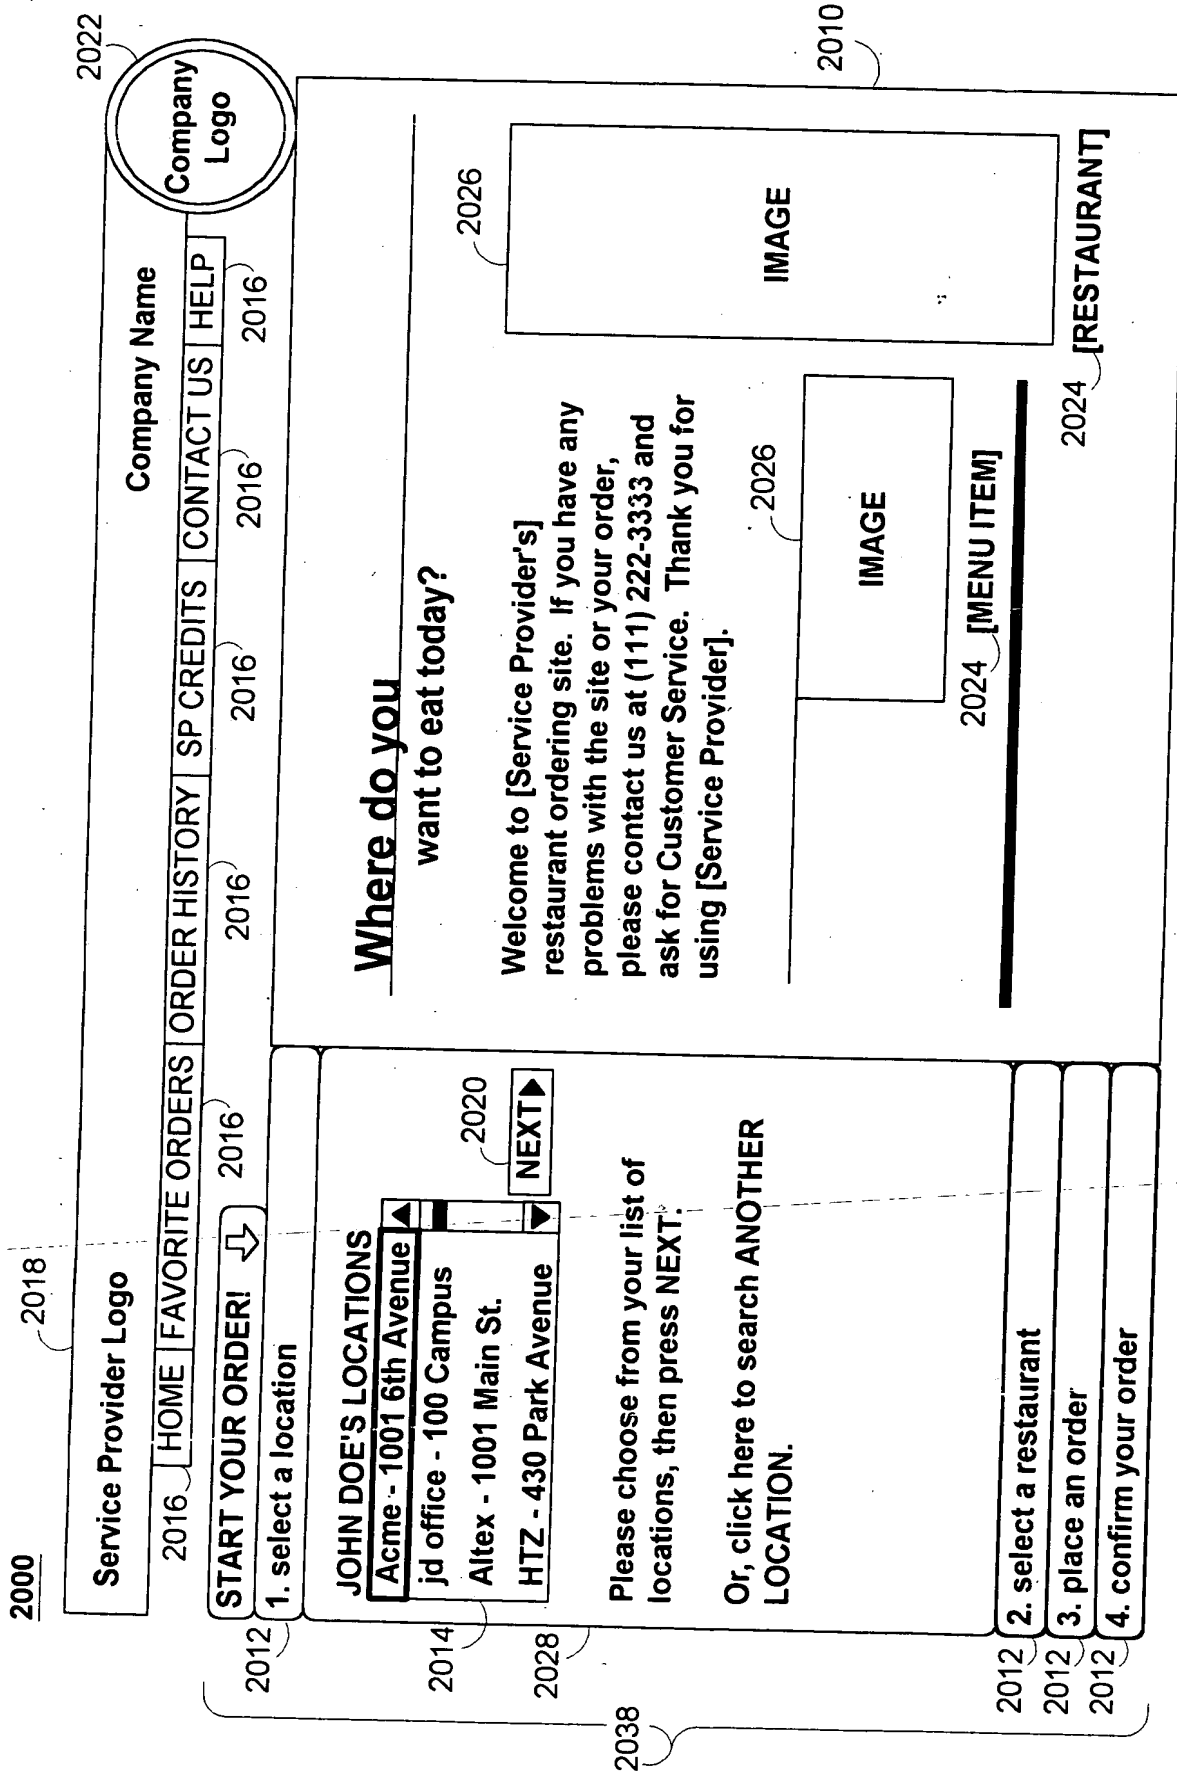 2000
2018
2022
Service Provider Logo
Company Name
Company
Logo
2016
HOME
FAVORITE ORDERS
ORDER HISTORY
SP CREDITS
CONTACT US
HELP
2016
2016
2016
2016
2016
START YOUR ORDER!
2012
1. select a location
JOHN DOE'S LOCATIONS
Acme - 1001 6th Avenue
jd office - 100 Campus
Altex - 1001 Main St.
HTZ - 430 Park Avenue
2014
2020
NEXT
2028
Please choose from your list of
locations, then press NEXT.
Or, click here to search ANOTHER
LOCATION.
2012
2. select a restaurant
2012
3. place an order
2012
4. confirm your order
2038
Where do you
want to eat today?
Welcome to [Service Provider's]
restaurant ordering site. If you have any
problems with the site or your order,
please contact us at (111) 222-3333 and
ask for Customer Service. Thank you for
using [Service Provider].
2026
IMAGE
2026
IMAGE
2024
[MENU ITEM]
2024
[RESTAURANT]
2010